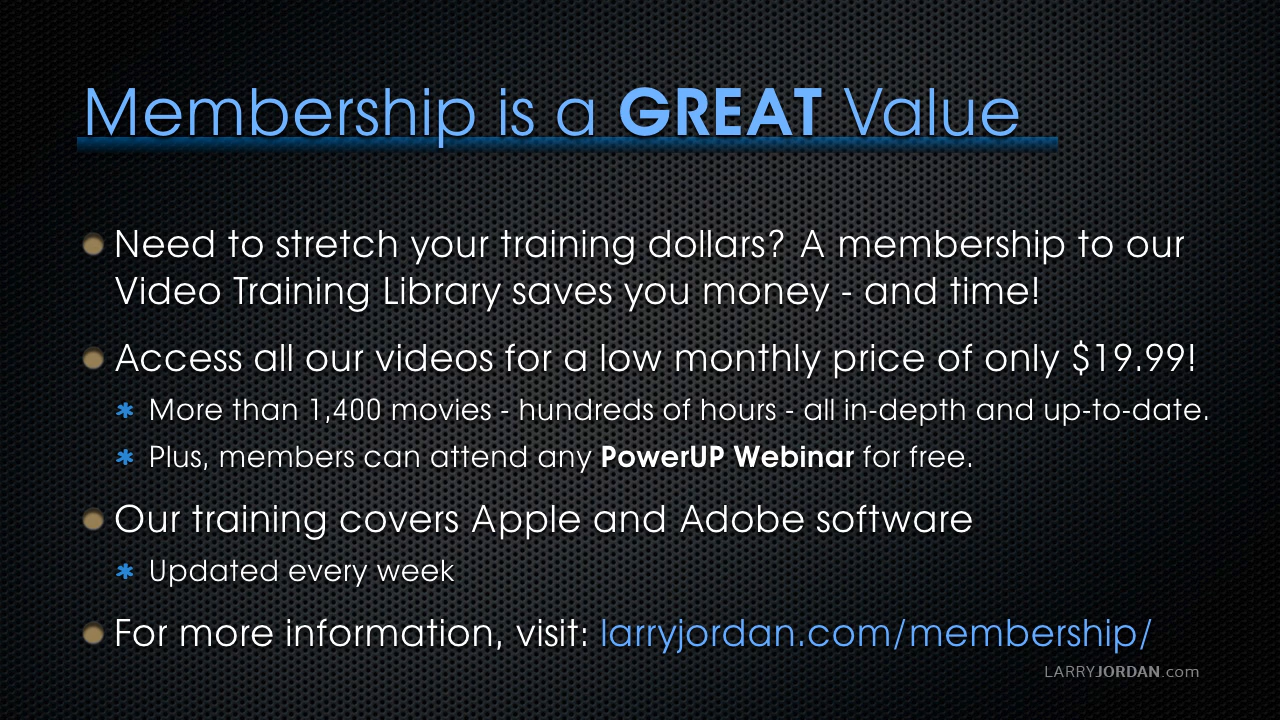 Membership is a GREAT Value
Need to stretch your training dollars? A membership to our
Video Training Library saves you money - and time!
Access all our videos for a low monthly price of only $19.99!
More than 1,400 movies - hundreds of hours - all in-depth and up-to-date.
Plus, members can attend any PowerUP Webinar for free.
Our training covers Apple and Adobe software
Updated every week
For more information, visit: larryjordan.com/membership/
LARRYJORDAN.com